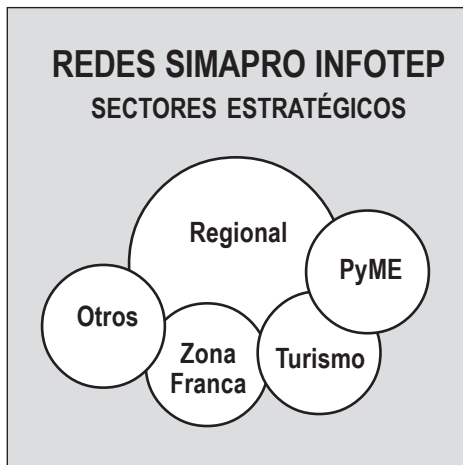 REDES SIMAPRO INFOTEP
SECTORES ESTRATÉGICOS
Regional
PyME
Otros
Zona
Franca
Turismo